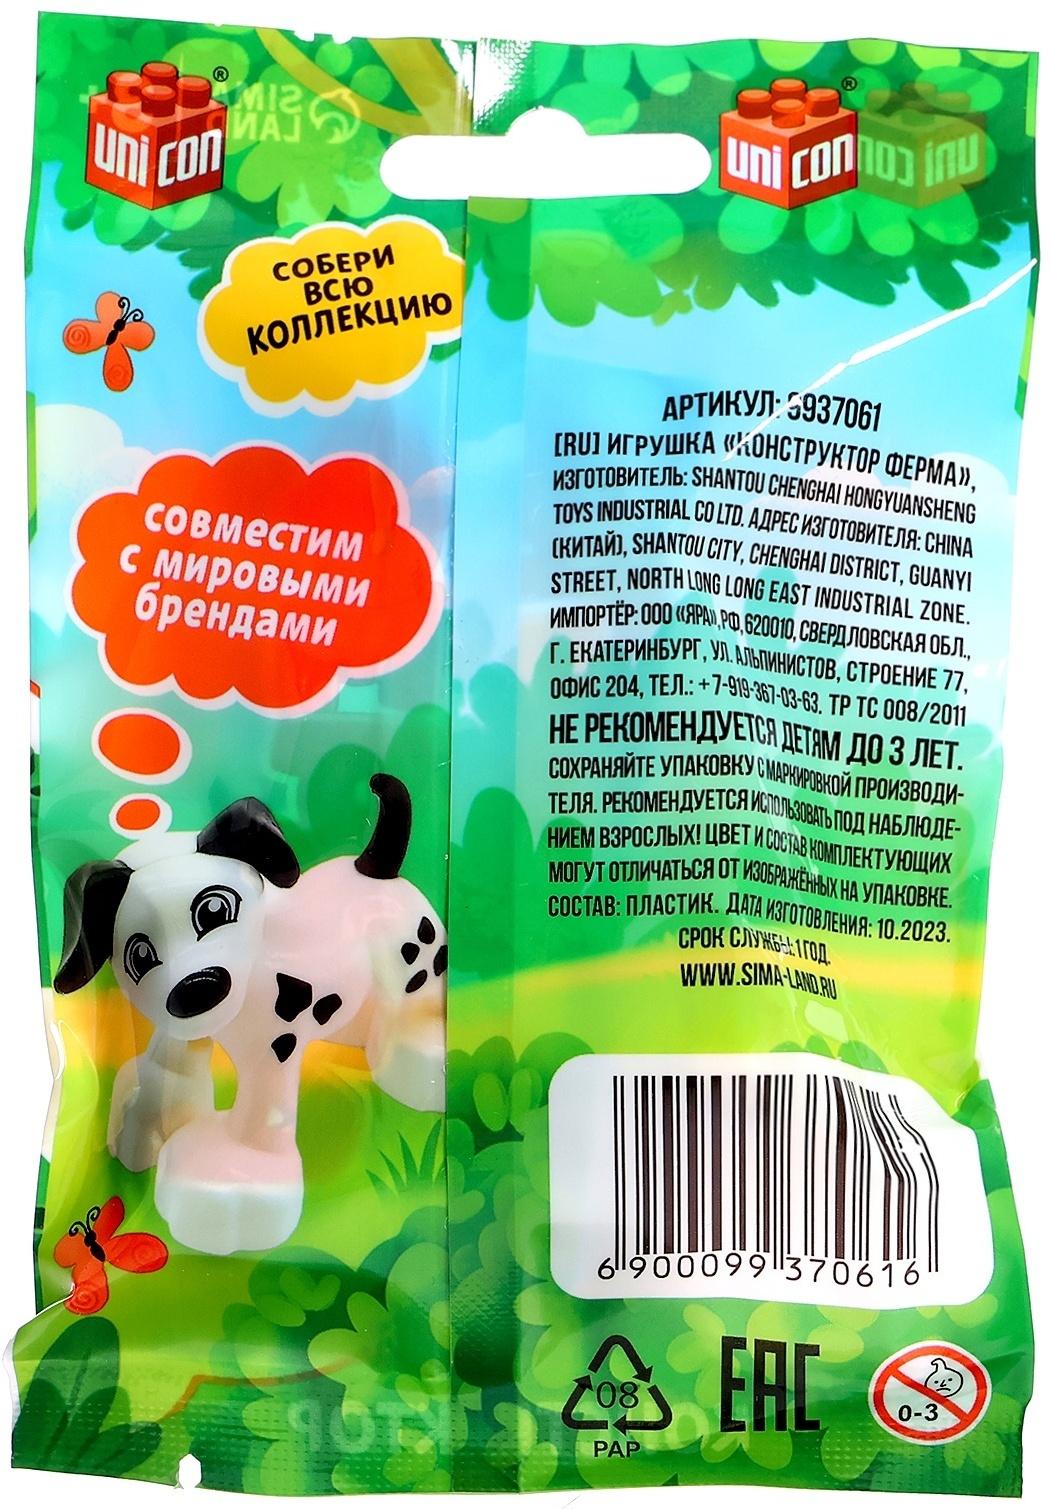 UNI CON®
SIMA
LAND
UNI CON®
UNI CON
СОБЕРИ
ВСЮ
КОЛЛЕКЦИЮ
совместим
с мировыми
брендами
АРТИКУЛ: 9937061
[RU] ИГРУШКА «КОНСТРУКТОР ФЕРМА»,
ИЗГОТОВИТЕЛЬ: SHANTOU CHENGHAI HONGYUANSHENG
TOYS INDUSTRIAL CO LTD. АДРЕС ИЗГОТОВИТЕЛЯ: CHINA
(КИТАЙ), SHANTOU CITY, CHENGHAI DISTRICT, GUANYI
STREET, NORTH LONG LONG EAST INDUSTRIAL ZONE.
ИМПОРТЁР: ООО «ЯРА», РФ, 620010, СВЕРДЛОВСКАЯ ОБЛ.,
Г. ЕКАТЕРИНБУРГ, УЛ. АЛЬПИНИСТОВ, СТРОЕНИЕ 77,
ОФИС 204, ТЕЛ.: +7-919-367-03-63. ТР ТС 008/2011
НЕ РЕКОМЕНДУЕТСЯ ДЕТЯМ ДО 3 ЛЕТ.
СОХРАНЯЙТЕ УПАКОВКУ С МАРКИРОВКОЙ ПРОИЗВОДИ-
ТЕЛЯ. РЕКОМЕНДУЕТСЯ ИСПОЛЬЗОВАТЬ ПОД НАБЛЮДЕ-
НИЕМ ВЗРОСЛЫХ! ЦВЕТ И СОСТАВ КОМПЛЕКТУЮЩИХ
МОГУТ ОТЛИЧАТЬСЯ ОТ ИЗОБРАЖЁННЫХ НА УПАКОВКЕ.
СОСТАВ: ПЛАСТИК. ДАТА ИЗГОТОВЛЕНИЯ: 10.2023.
СРОК СЛУЖБЫ: 1 ГОД.
WWW.SIMA-LAND.RU
6 900099 370616
08
PAP
EAC
0-3